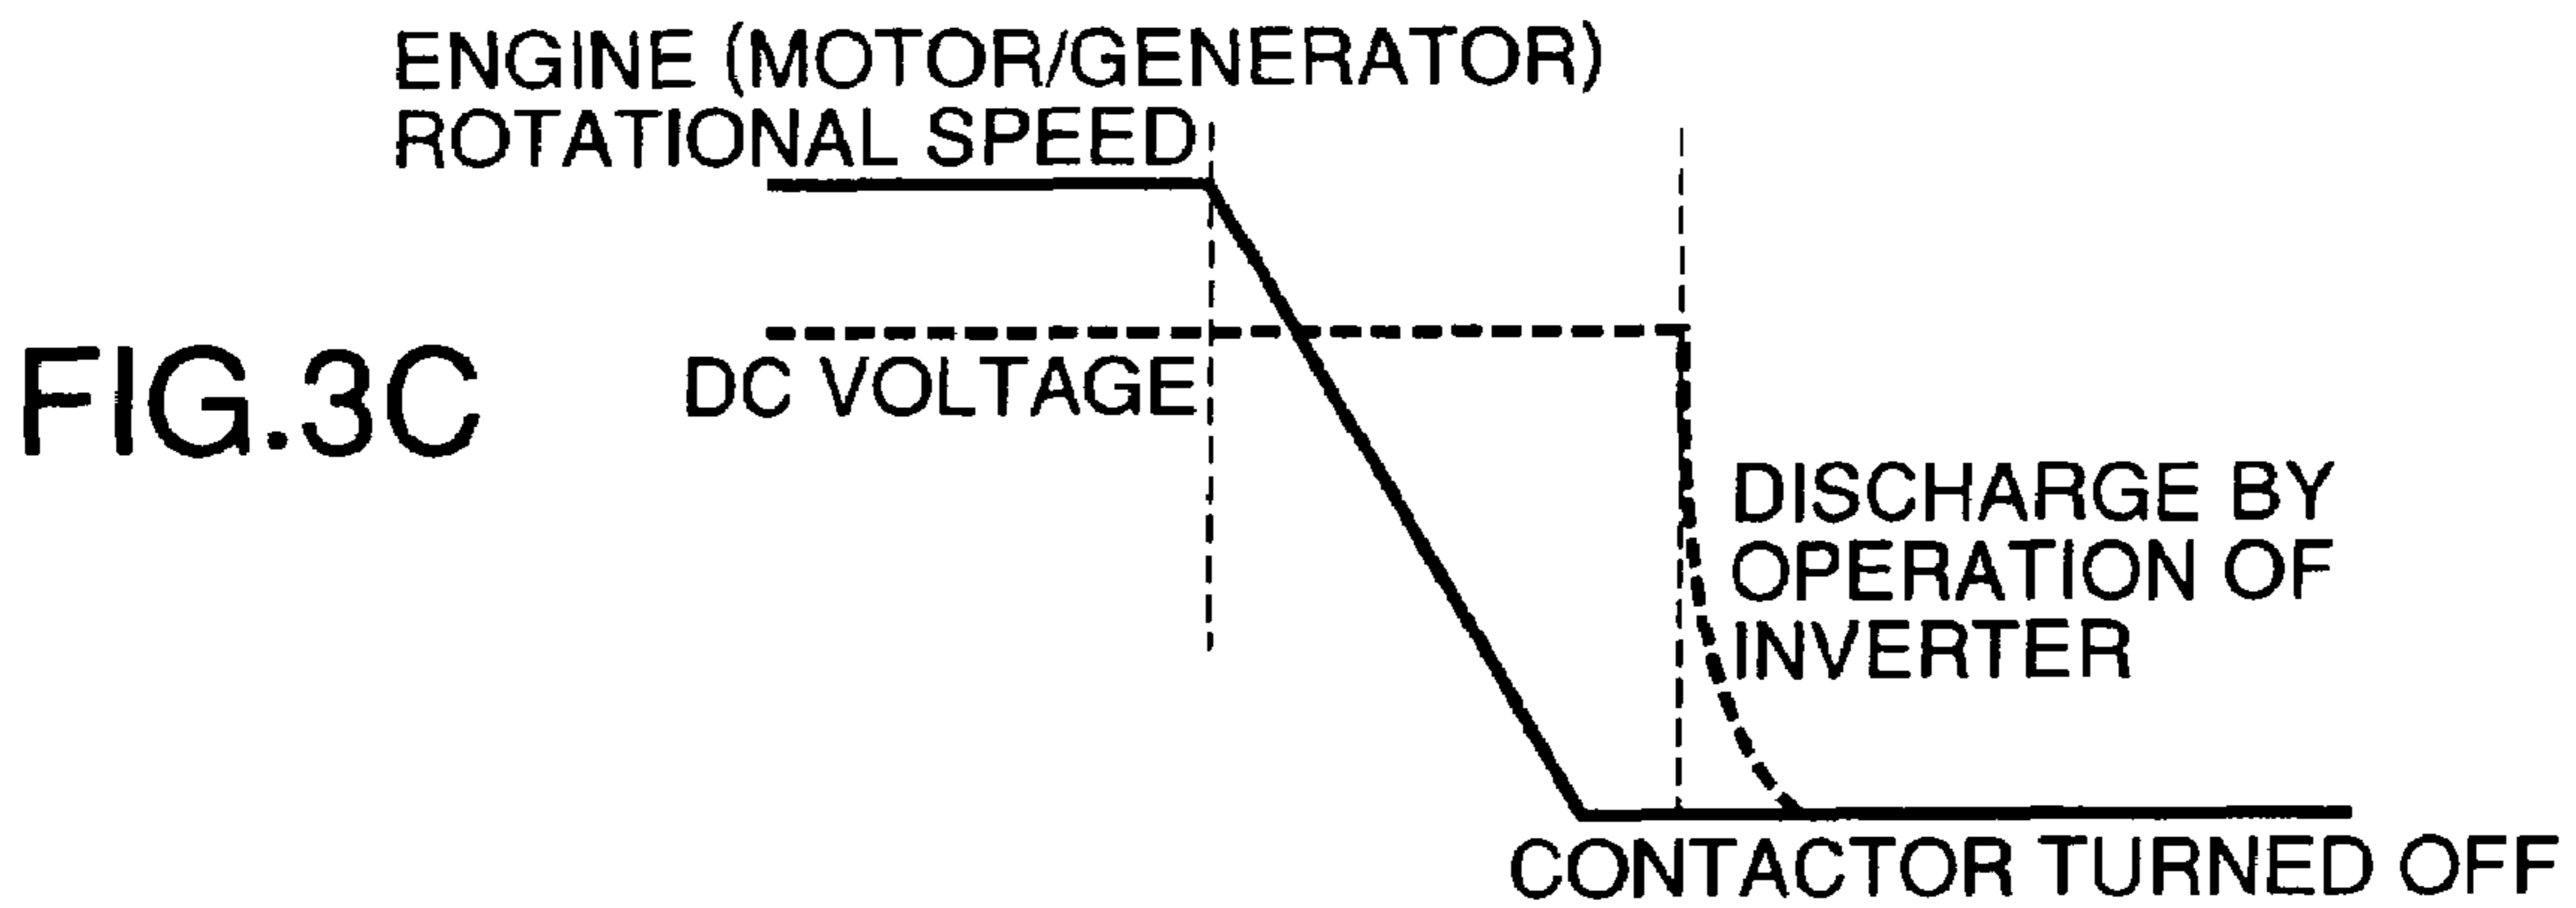 ENGINE (MOTOR/GENERATOR)
ROTATIONAL SPEED
FIG.3C
DC VOLTAGE
DISCHARGE BY
OPERATION OF
INVERTER
CONTACTOR TURNED OFF